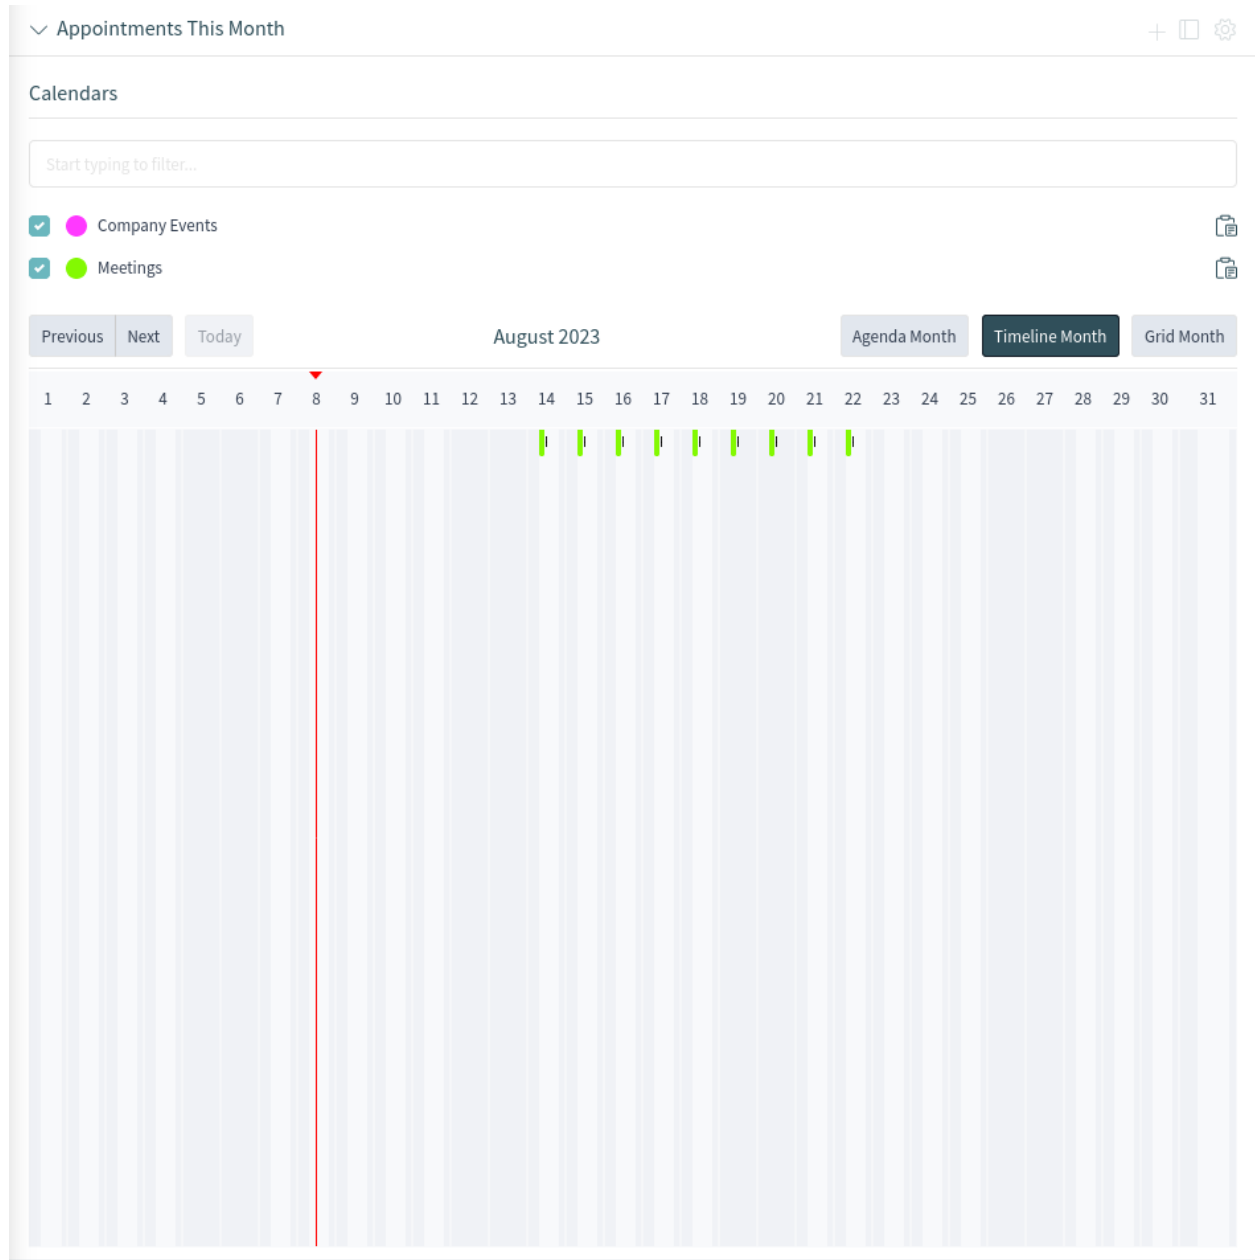 Appointments This Month
Calendars
Start typing to filter...
Company Events
Meetings
Previous Next Today August 2023 Agenda Month Timeline Month Grid Month
1 2 3 4 5 6 7 8 9 10 11 12 13 14 15 16 17 18 19 20 21 22 23 24 25 26 27 28 29 30 31